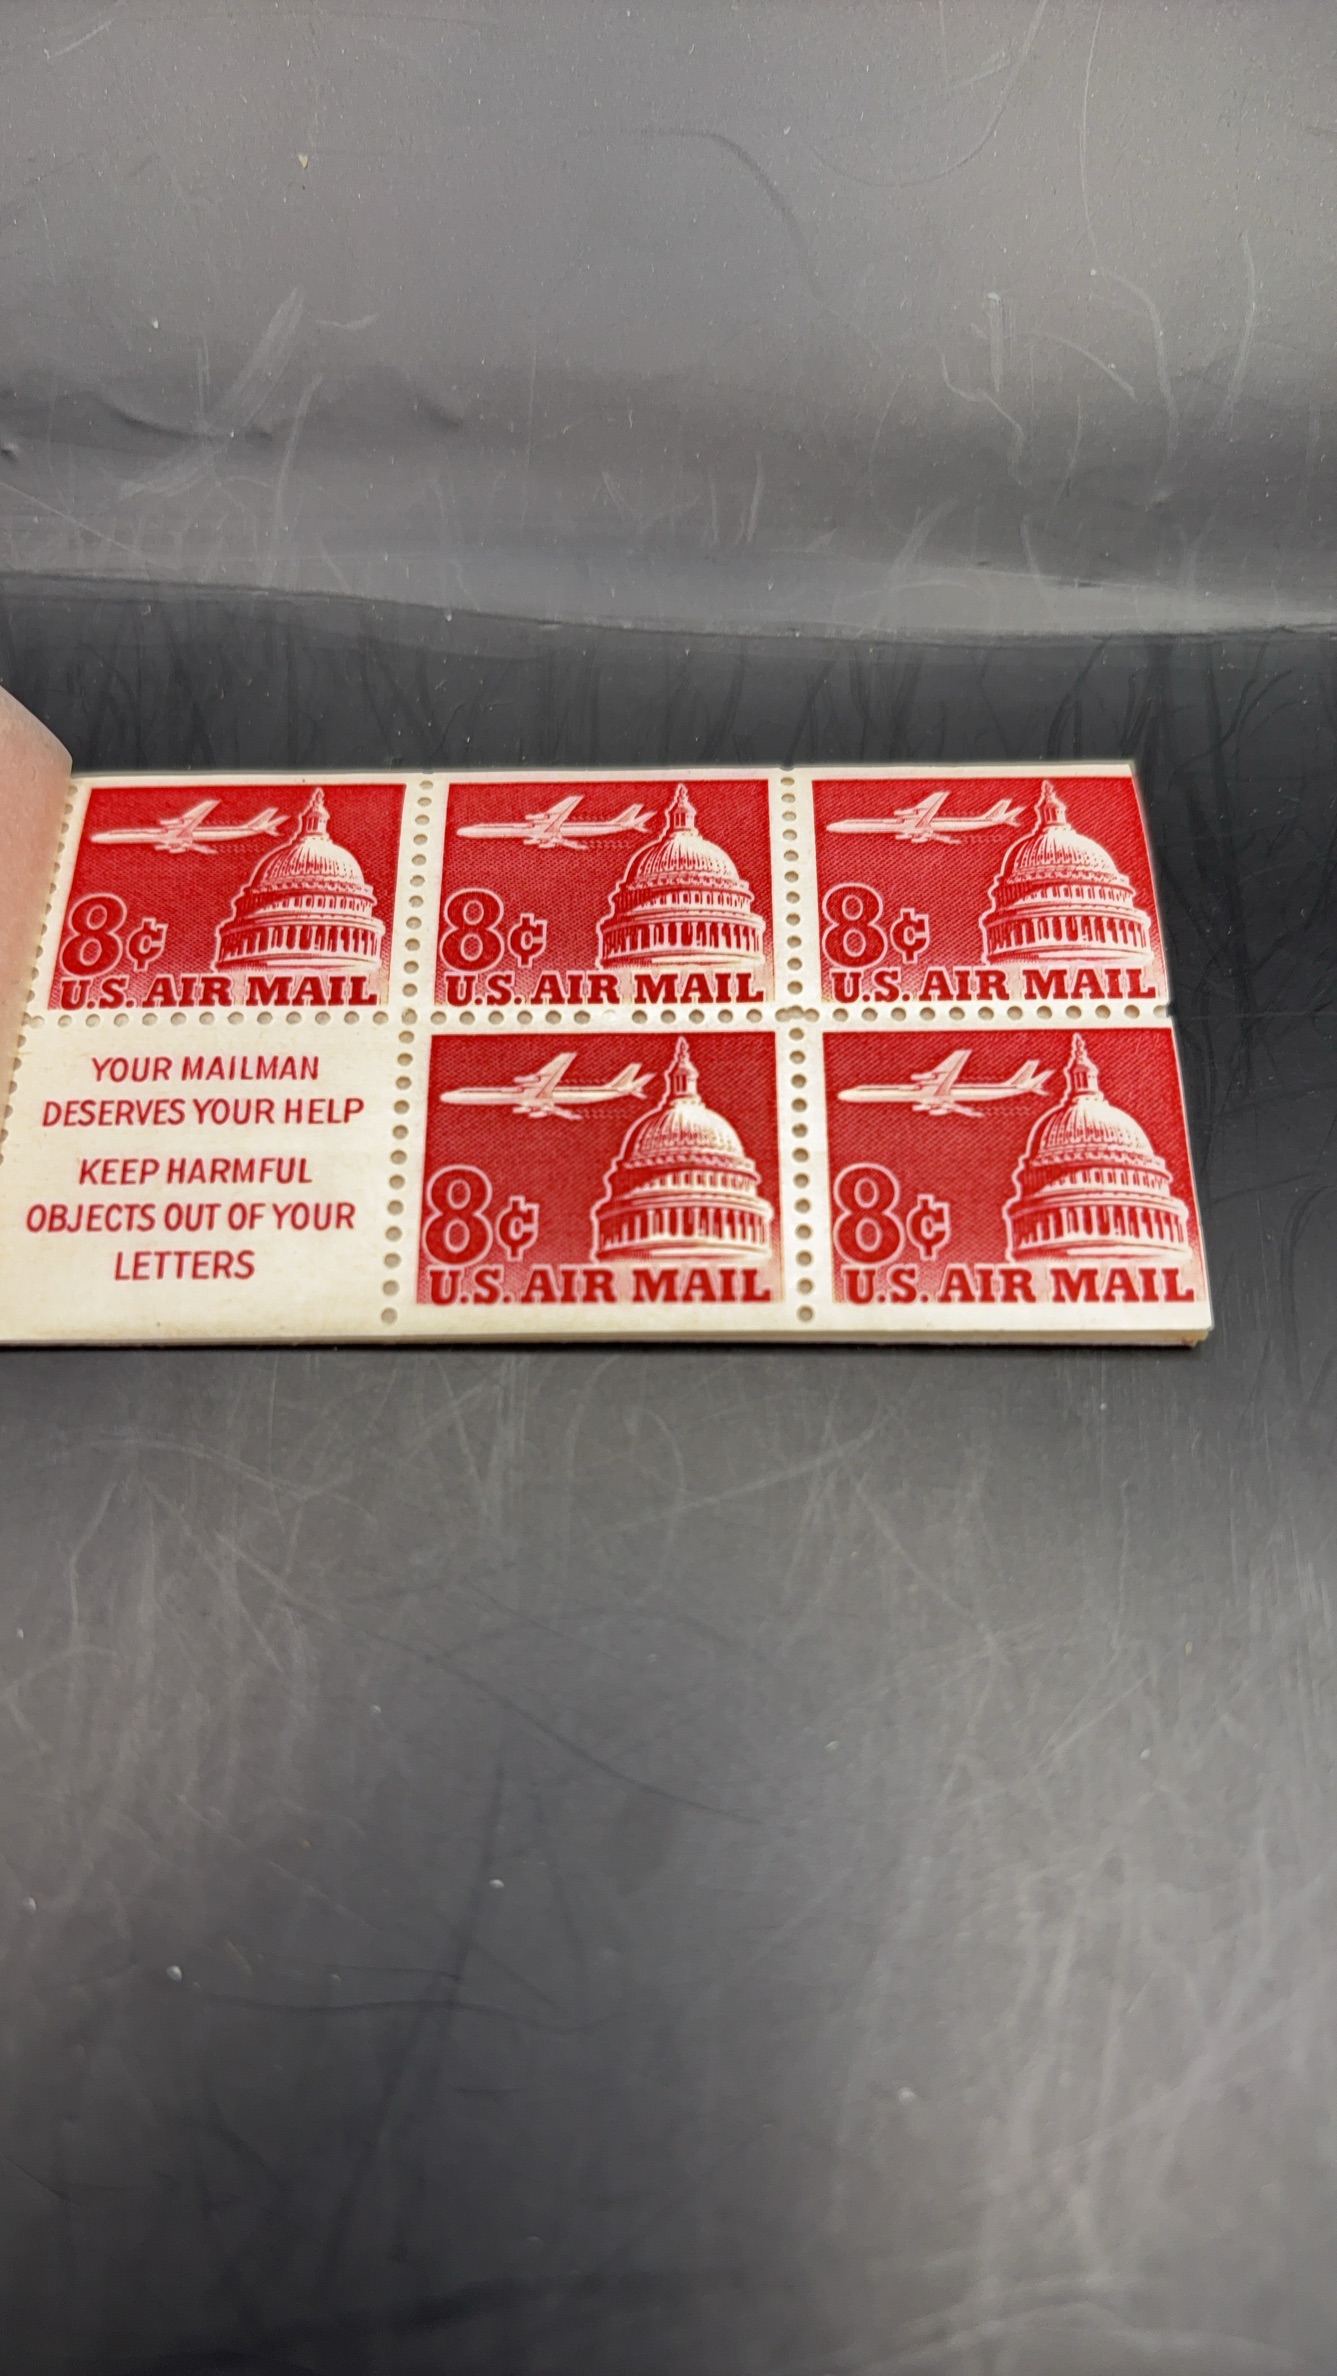 8¢
U.S. AIR MAIL
8¢
U.S. AIR MAIL
8¢
U.S. AIR MAIL
YOUR MAILMAN
DESERVES YOUR HELP
KEEP HARMFUL
OBJECTS OUT OF YOUR
LETTERS
8¢
U.S. AIR MAIL
8¢
U.S. AIR MAIL